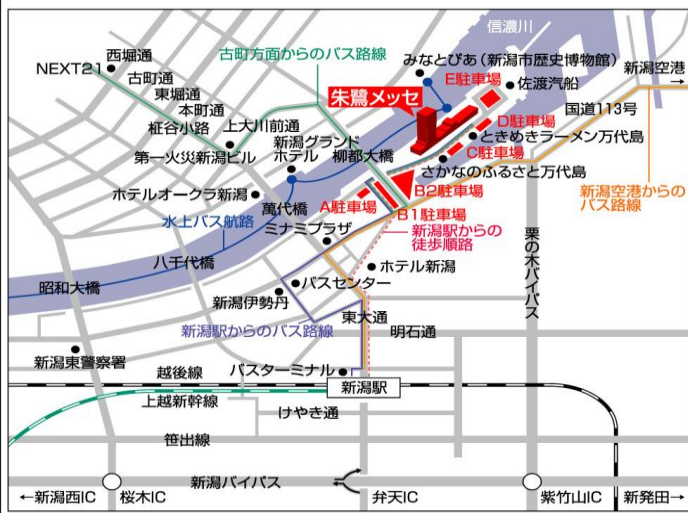 信濃川
みなとぴあ(新潟市歴史博物館)
西堀通
NEXT21
古町通
東堀通
本町通
柾谷小路
古町方面からのバス路線
E駐車場
佐渡汽船
新潟空港
→
朱鷺メッセ
国道113号
上大川前通
新潟グランド
ホテル
柳都大橋
D駐車場
ときめきラーメン万代島
C駐車場
第一火災新潟ビル
さかなのふるさと万代島
ホテルオークラ新潟
萬代橋
A駐車場
B2駐車場
B1駐車場
新潟空港からの
バス路線
水上バス航路
ミナミプラザ
新潟駅からの
徒歩順路
栗の木バイパス
八千代橋
ホテル新潟
昭和大橋
バスセンター
新潟伊勢丹
新潟駅からのバス路線
東大通
明石通
新潟東警察署
越後線
バスターミナル
新潟駅
上越新幹線
けやき通
笹出線
新潟バイパス
←新潟西IC
桜木IC
弁天IC
紫竹山IC
新発田→